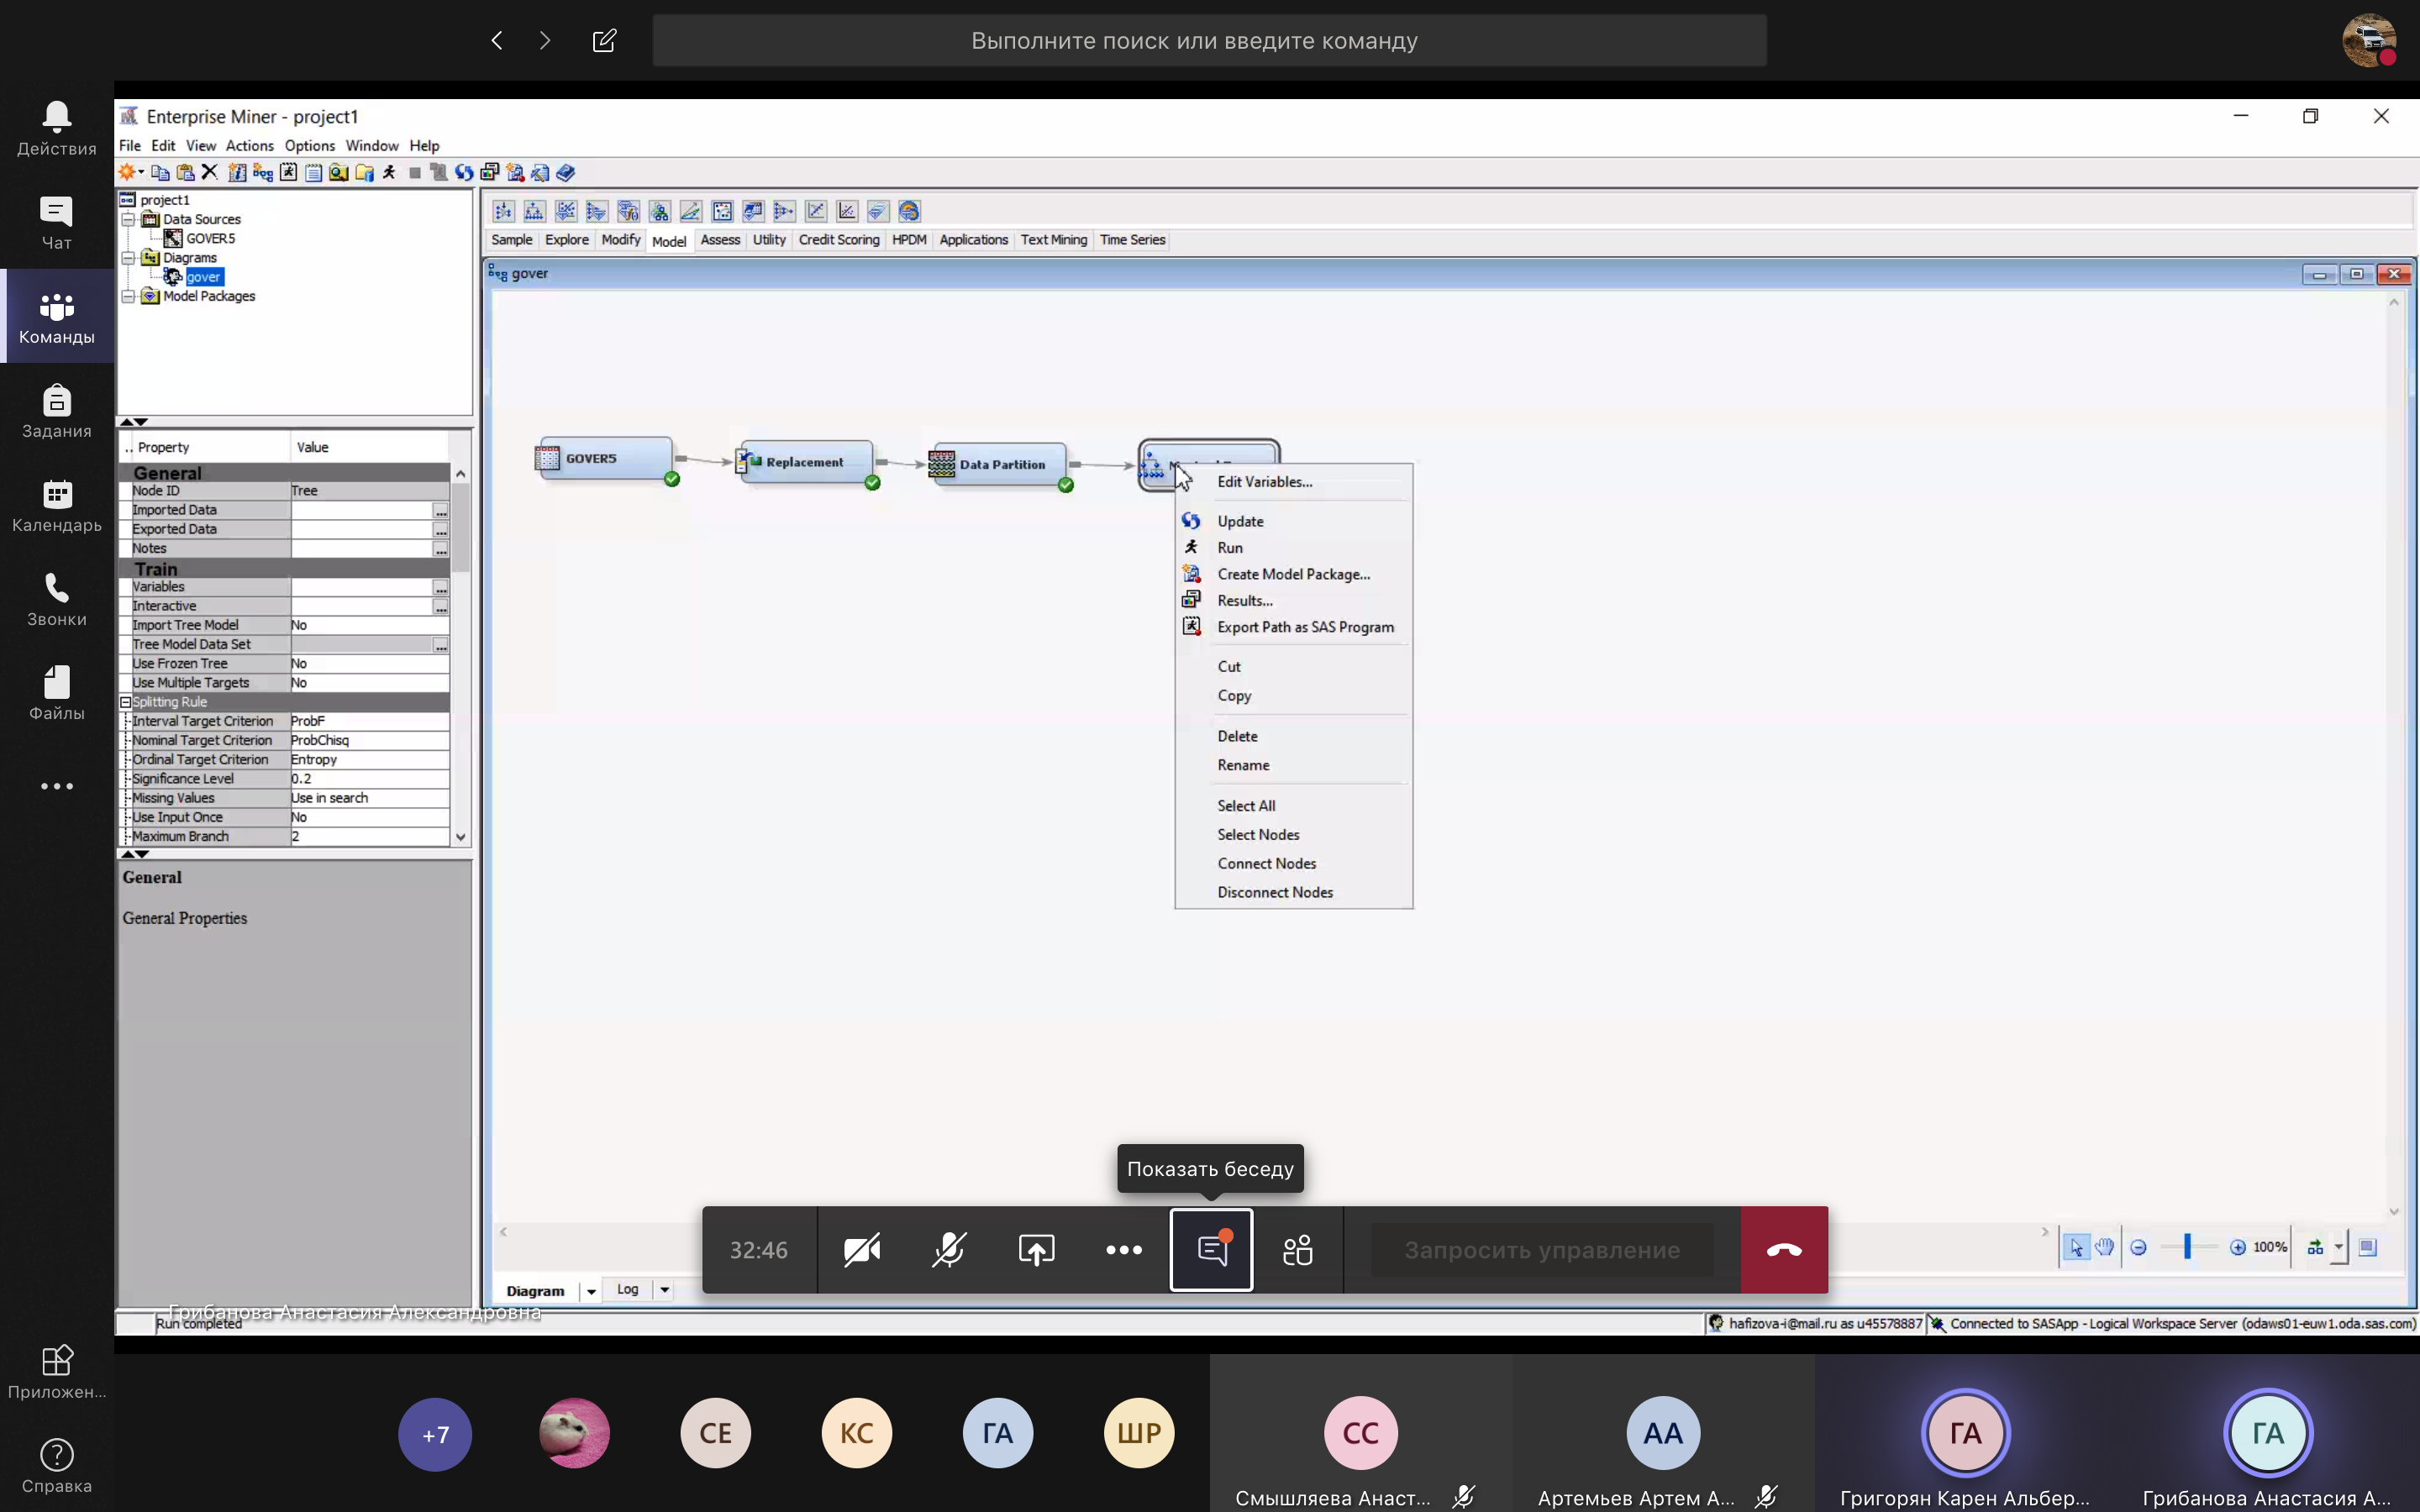 Выполните поиск или введите команду
Действия
Чат
Команды
Задания
Календарь
Звонки
Файлы
Приложен...
Справка
Enterprise Miner - project1
File Edit View Actions Options Window Help
project1
Data Sources
GOVER5
Diagrams
gover
Model Packages
Sample Explore Modify Model Assess Utility Credit Scoring HPDM Applications Text Mining Time Series
gover
.. Property Value
General
Node ID Tree
Imported Data ...
Exported Data ...
Notes ...
Train
Variables ...
Interactive ...
Import Tree Model No
Tree Model Data Set ...
Use Frozen Tree No
Use Multiple Targets No
Splitting Rule
Interval Target Criterion ProbF
Nominal Target Criterion ProbChisq
Ordinal Target Criterion Entropy
Significance Level 0.2
Missing Values Use in search
Use Input Once No
Maximum Branch 2
General
General Properties
GOVER5
Replacement
Data Partition
Edit Variables...
Update
Run
Create Model Package...
Results...
Export Path as SAS Program
Cut
Copy
Delete
Rename
Select All
Select Nodes
Connect Nodes
Disconnect Nodes
Показать беседу
32:46
Запросить управление
100%
Diagram Log
Грибанова Анастасия Александровна
Run completed
hafizova-i@mail.ru as u45578887 Connected to SASApp - Logical Workspace Server (odaws01-euw1.oda.sas.com)
+7
СЕ
КС
ГА
ШР
СС
АА
ГА
ГА
Смышляева Анаст...
Артемьев Артем А...
Григорян Карен Альбер...
Грибанова Анастасия А...